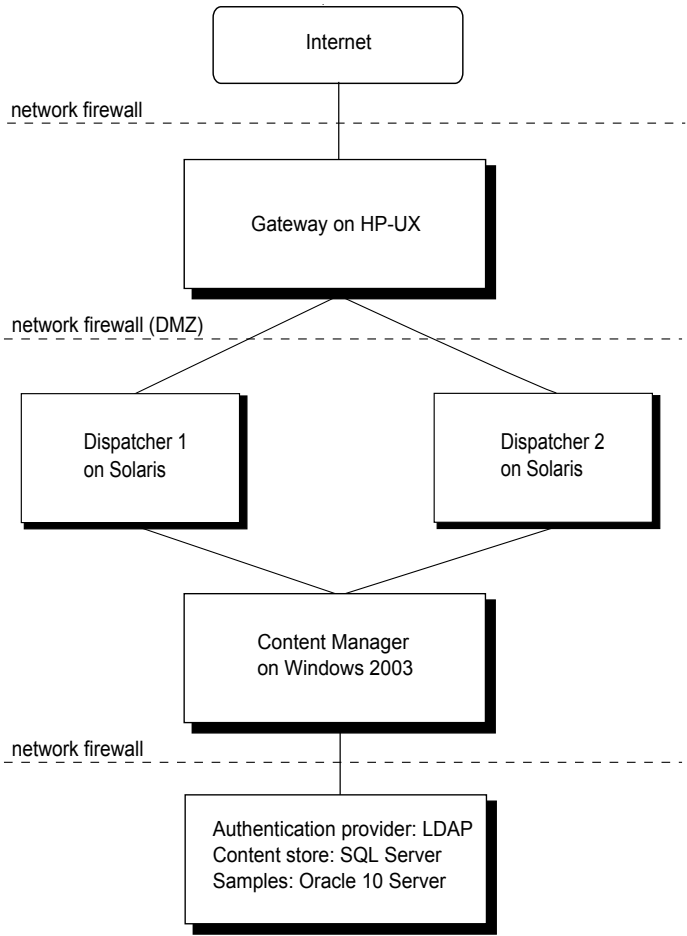 Internet
network firewall
Gateway on HP-UX
network firewall (DMZ)
Dispatcher 1
on Solaris
Dispatcher 2
on Solaris
Content Manager
on Windows 2003
network firewall
Authentication provider: LDAP
Content store: SQL Server
Samples: Oracle 10 Server